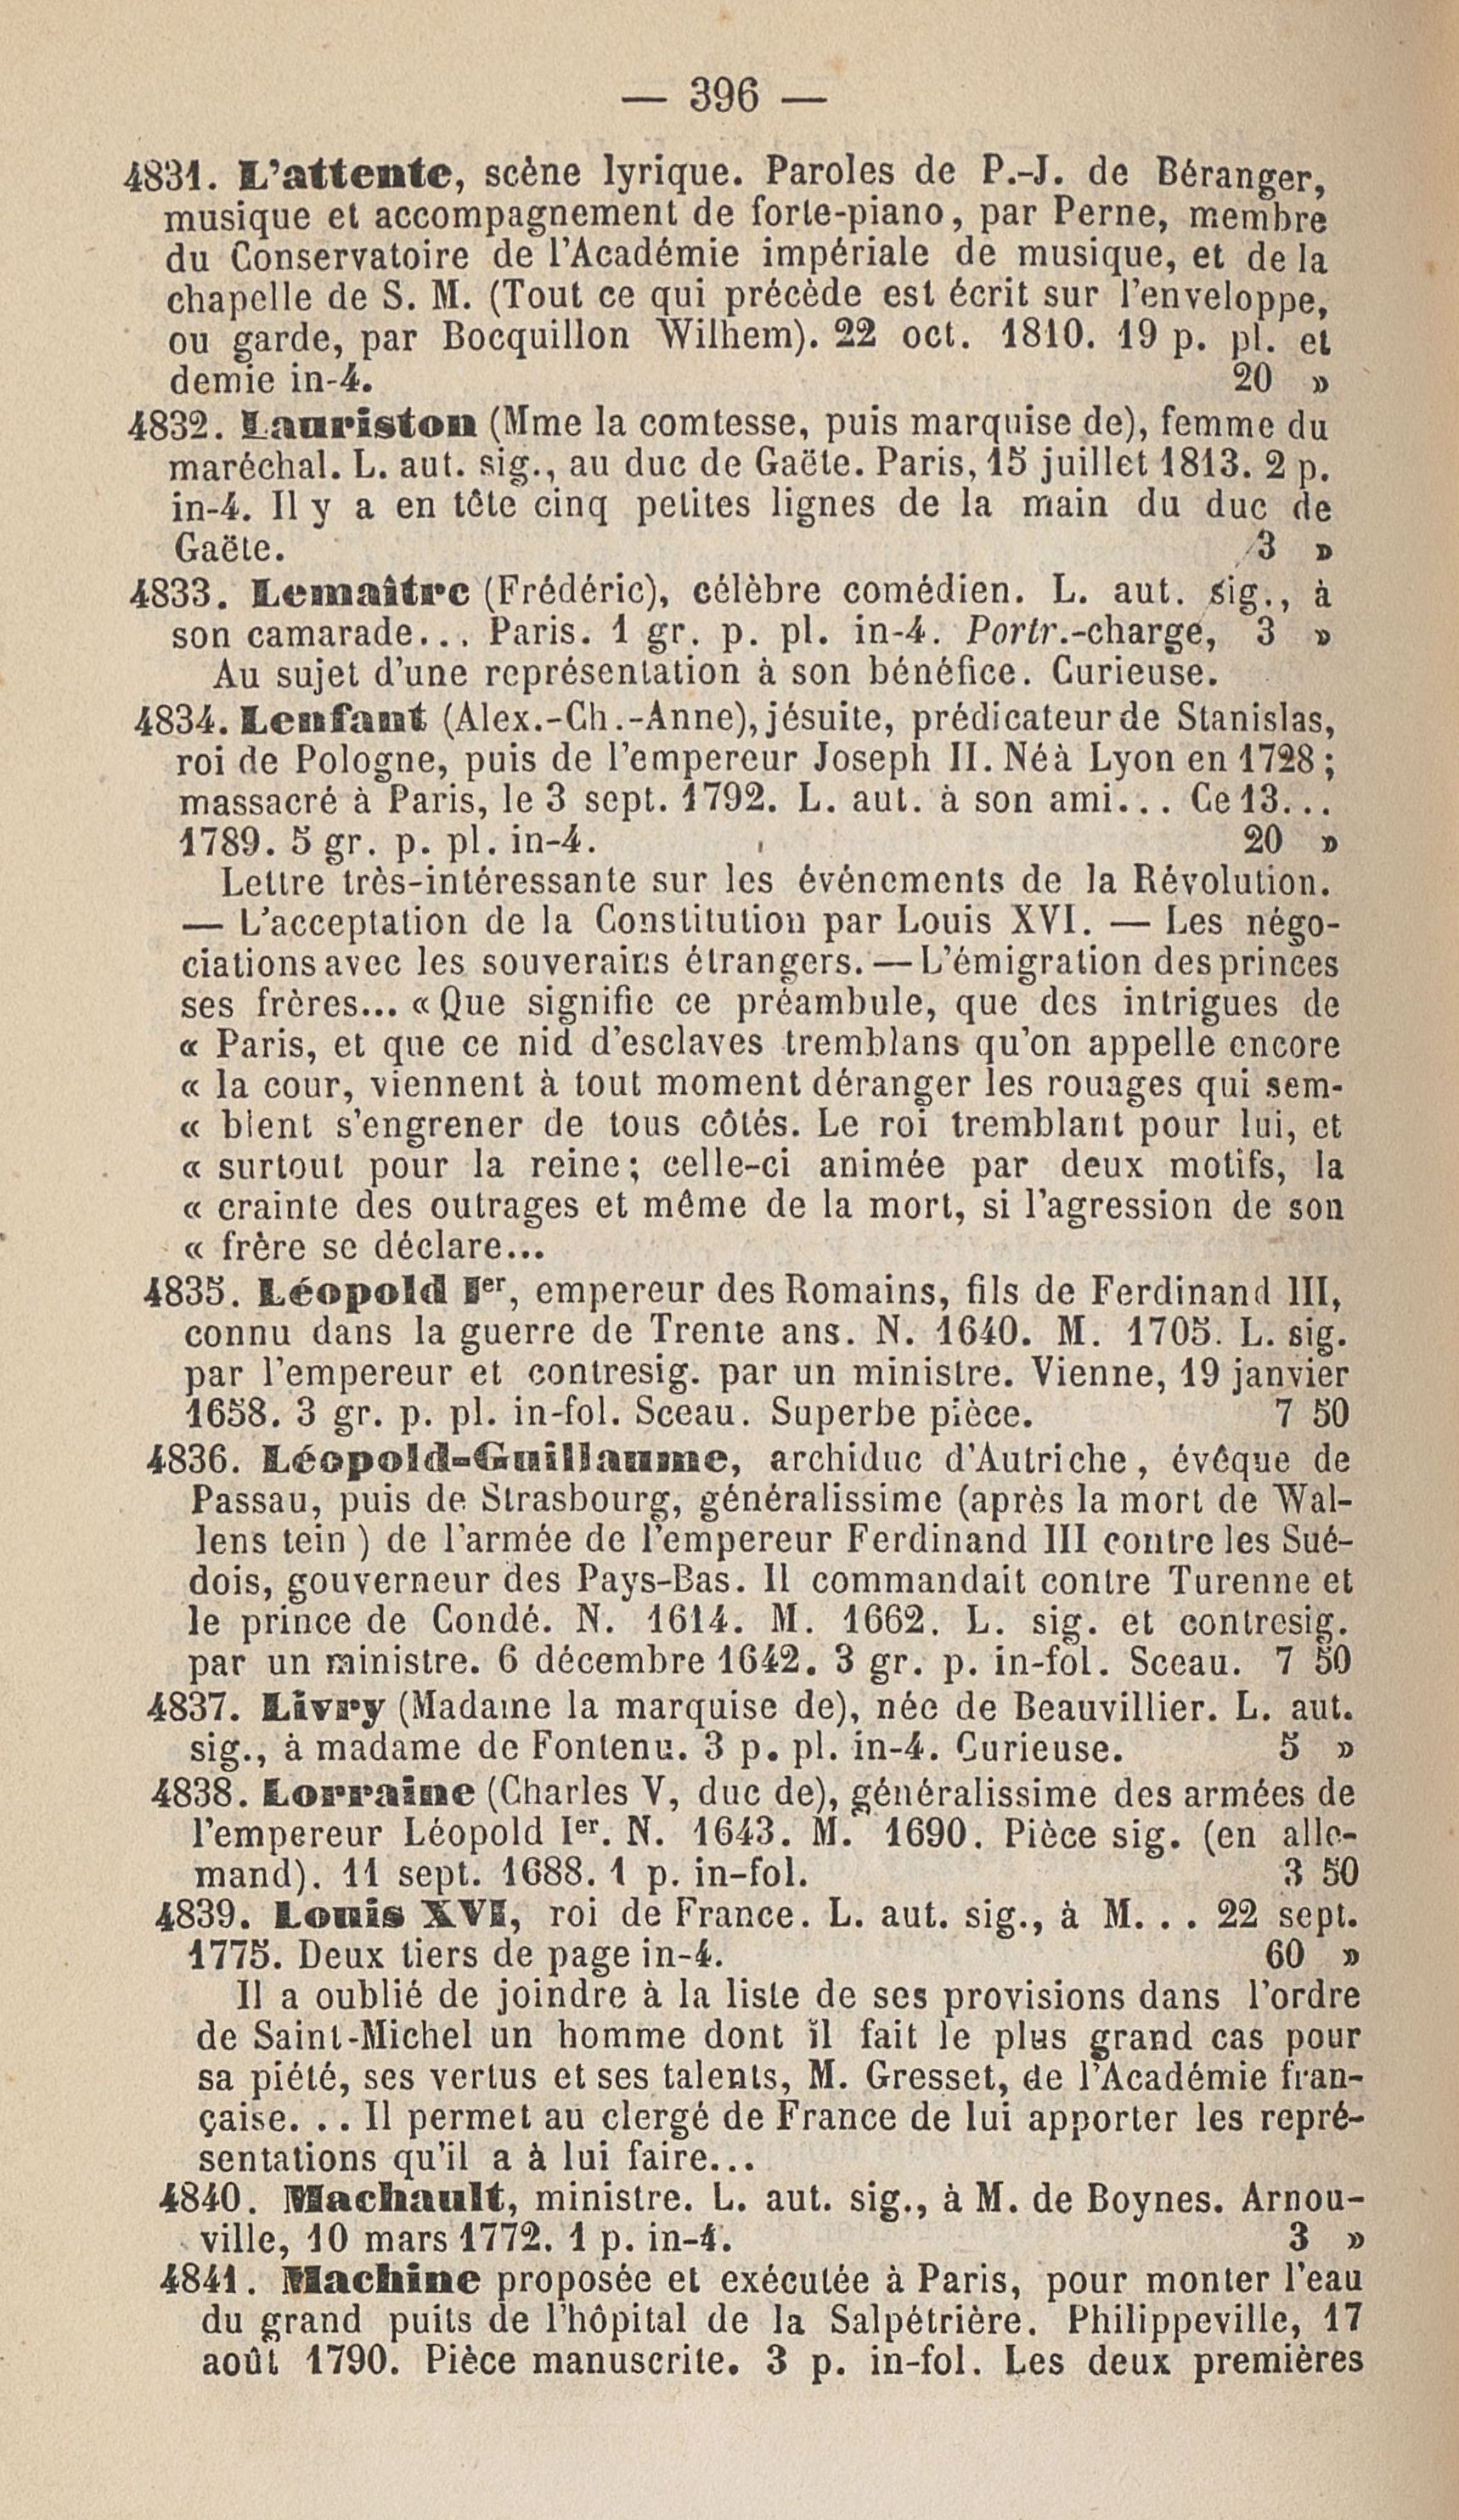 — 396 —
4831. L'attente, scène lyrique. Paroles de P.-J. de Béranger,
musique et accompagnement de forte-piano, par Perne, membre
du Conservatoire de l'Académie impériale de musique, et de la
chapelle de S. M. (Tout ce qui précède est écrit sur l'enveloppe,
ou garde, par Bocquillon Wilhem). 22 oct. 1810. 19 p. pl. et
demie in-4. 20 »
4832. Lauriston (Mme la comtesse, puis marquise de), femme du
maréchal. L. aut. sig., au duc de Gaëte. Paris, 15 juillet 1813. 2 p.
in-4. Il y a en tête cinq petites lignes de la main du duc de
Gaëte. 3 »
4833. Lemaître (Frédéric), célèbre comédien. L. aut. sig., à
son camarade... Paris. 1 gr. p. pl. in-4. Portr.-charge, 3 »
Au sujet d'une représentation à son bénéfice. Curieuse.
4834. Lenfant (Alex.-Ch.-Anne), jésuite, prédicateur de Stanislas,
roi de Pologne, puis de l'empereur Joseph II. Né à Lyon en 1728;
massacré à Paris, le 3 sept. 1792. L. aut. à son ami... Ce 13...
1789. 5 gr. p. pl. in-4. 20 »
Lettre très-intéressante sur les événements de la Révolution.
— L'acceptation de la Constitution par Louis XVI. — Les négo-
ciations avec les souverains étrangers. — L'émigration des princes
ses frères... « Que signifie ce préambule, que des intrigues de
« Paris, et que ce nid d'esclaves tremblans qu'on appelle encore
« la cour, viennent à tout moment déranger les rouages qui sem-
« blent s'engrener de tous côtés. Le roi tremblant pour lui, et
« surtout pour la reine; celle-ci animée par deux motifs, la
« crainte des outrages et même de la mort, si l'agression de son
« frère se déclare...
4835. Léopold Ier, empereur des Romains, fils de Ferdinand III,
connu dans la guerre de Trente ans. N. 1640. M. 1705. L. sig.
par l'empereur et contresig. par un ministre. Vienne, 19 janvier
1658. 3 gr. p. pl. in-fol. Sceau. Superbe pièce. 7 50
4836. Léopold-Guillaume, archiduc d'Autriche, évêque de
Passau, puis de Strasbourg, généralissime (après la mort de Wal-
lens tein ) de l'armée de l'empereur Ferdinand III contre les Sué-
dois, gouverneur des Pays-Bas. Il commandait contre Turenne et
le prince de Condé. N. 1614. M. 1662. L. sig. et contresig.
par un ministre. 6 décembre 1642. 3 gr. p. in-fol. Sceau. 7 50
4837. Livry (Madame la marquise de), née de Beauvillier. L. aut.
sig., à madame de Fontenu. 3 p. pl. in-4. Curieuse. 5 »
4838. Lorraine (Charles V, duc de), généralissime des armées de
l'empereur Léopold Ier. N. 1643. M. 1690. Pièce sig. (en alle-
mand). 11 sept. 1688. 1 p. in-fol. 3 50
4839. Louis XVI, roi de France. L. aut. sig., à M... 22 sept.
1775. Deux tiers de page in-4. 60 »
Il a oublié de joindre à la liste de ses provisions dans l'ordre
de Saint-Michel un homme dont il fait le plus grand cas pour
sa piété, ses vertus et ses talents, M. Gresset, de l'Académie fran-
çaise... Il permet au clergé de France de lui apporter les repré-
sentations qu'il a à lui faire...
4840. Machault, ministre. L. aut. sig., à M. de Boynes. Arnou-
ville, 10 mars 1772. 1 p. in-4. 3 »
4841. Machine proposée et exécutée à Paris, pour monter l'eau
du grand puits de l'hôpital de la Salpétrière. Philippeville, 17
août 1790. Pièce manuscrite. 3 p. in-fol. Les deux premières